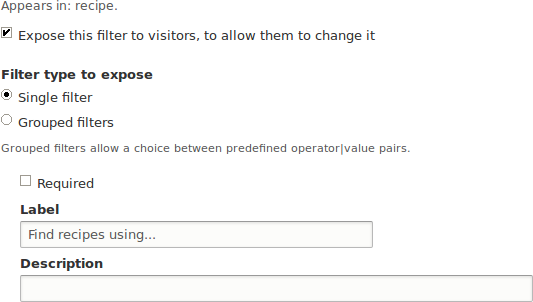 Appears in: recipe.
Expose this filter to visitors, to allow them to change it
Filter type to expose
Single filter
Grouped filters
Grouped filters allow a choice between predefined operator|value pairs.
Required
Label
Find recipes using...
Description